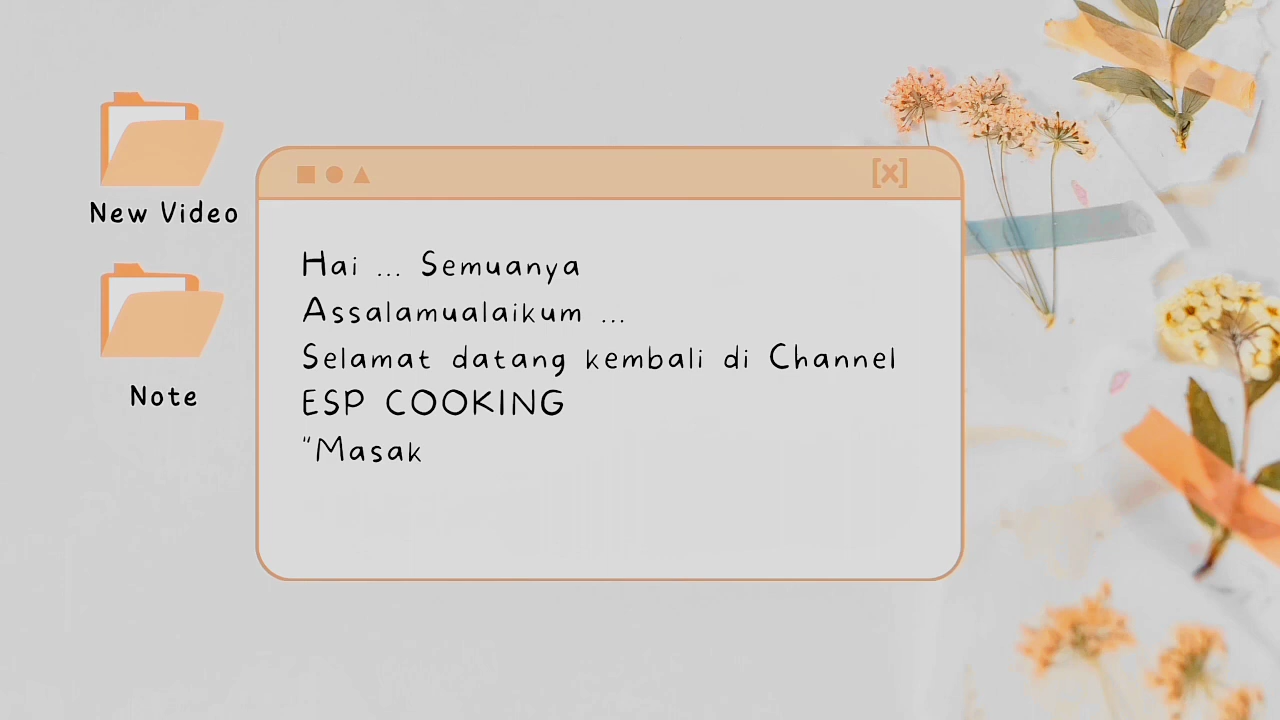 New Video
Note
Hai ... Semuanya
Assalamualaikum ...
Selamat datang kembali di Channel
ESP COOKING
"Masak